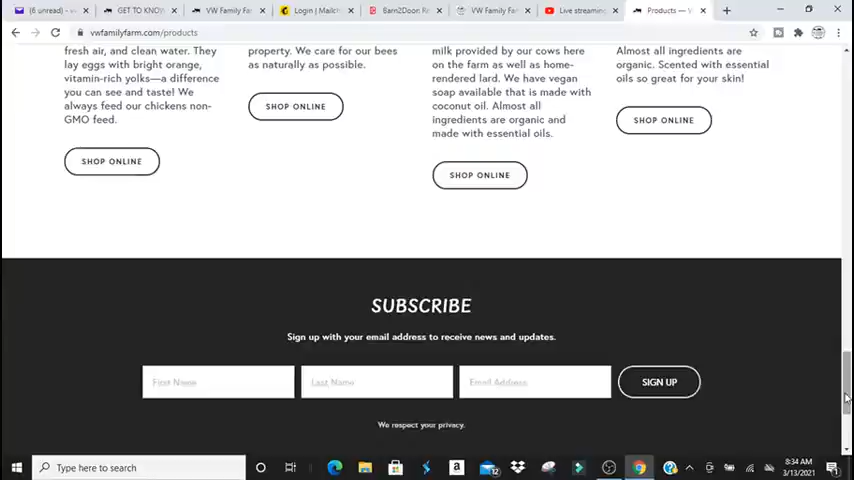 (6 unread) -
GET TO KNOW
VW Family Fa
Login | Mailch
Barn2Door
VW Family Fa
Live streaming
Products —
vwfamilyfarm.com/products
fresh air, and clean water. They
lay eggs with bright orange,
vitamin-rich yolks—a difference
you can see and taste! We
always feed our chickens non-
GMO feed.
SHOP ONLINE
property. We care for our bees
as naturally as possible.
SHOP ONLINE
milk provided by our cows here
on the farm as well as home-
rendered lard. We have vegan
soap available that is made with
coconut oil. Almost all
ingredients are organic and
made with essential oils.
SHOP ONLINE
Almost all ingredients are
organic. Scented with essential
oils so great for your skin!
SHOP ONLINE
SUBSCRIBE
Sign up with your email address to receive news and updates.
First Name
Last Name
Email Address
SIGN UP
We respect your privacy.
Type here to search
12
8:34 AM
3/13/2021